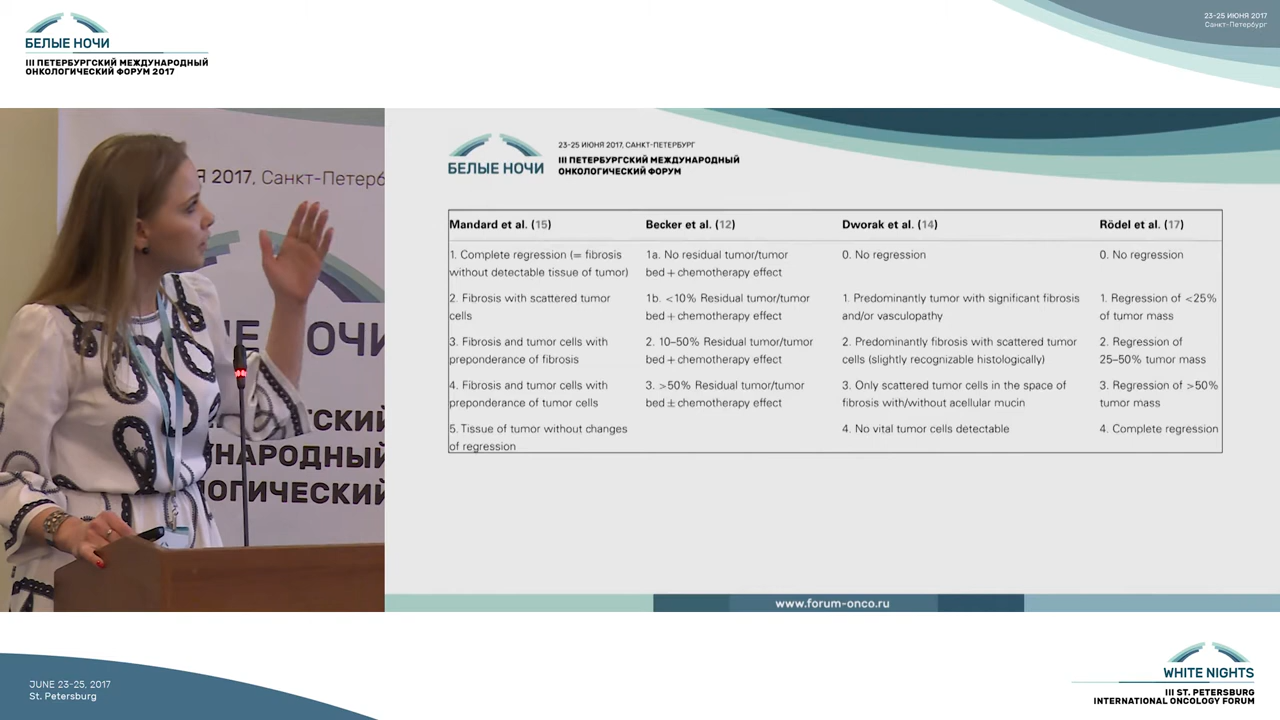 БЕЛЫЕ НОЧИ
III ПЕТЕРБУРГСКИЙ МЕЖДУНАРОДНЫЙ
ОНКОЛОГИЧЕСКИЙ ФОРУМ 2017
23-25 ИЮНЯ 2017
Санкт-Петербург
Я 2017, Санкт-Петерб
ЫЕ НОЧИ
НАРОДНЫЙ
ЛОГИЧЕСКИЙ
БЕЛЫЕ НОЧИ
23-25 ИЮНЯ 2017, САНКТ-ПЕТЕРБУРГ
III ПЕТЕРБУРГСКИЙ МЕЖДУНАРОДНЫЙ
ОНКОЛОГИЧЕСКИЙ ФОРУМ
Mandard et al. (15) Becker et al. (12) Dworak et al. (14) Rödel et al. (17)
1. Complete regression (= fibrosis 1a. No residual tumor/tumor 0. No regression 0. No regression
without detectable tissue of tumor) bed + chemotherapy effect
2. Fibrosis with scattered tumor 1b. <10% Residual tumor/tumor 1. Predominantly tumor with significant fibrosis 1. Regression of <25%
cells bed + chemotherapy effect and/or vasculopathy of tumor mass
3. Fibrosis and tumor cells with 2. 10–50% Residual tumor/tumor 2. Predominantly fibrosis with scattered tumor 2. Regression of
preponderance of fibrosis bed + chemotherapy effect cells (slightly recognizable histologically) 25–50% tumor mass
4. Fibrosis and tumor cells with 3. >50% Residual tumor/tumor 3. Only scattered tumor cells in the space of 3. Regression of >50%
preponderance of tumor cells bed ± chemotherapy effect fibrosis with/without acellular mucin tumor mass
5. Tissue of tumor without changes 4. No vital tumor cells detectable 4. Complete regression
of regression
www.forum-onco.ru
JUNE 23-25, 2017
St. Petersburg
WHITE NIGHTS
III ST. PETERSBURG
INTERNATIONAL ONCOLOGY FORUM